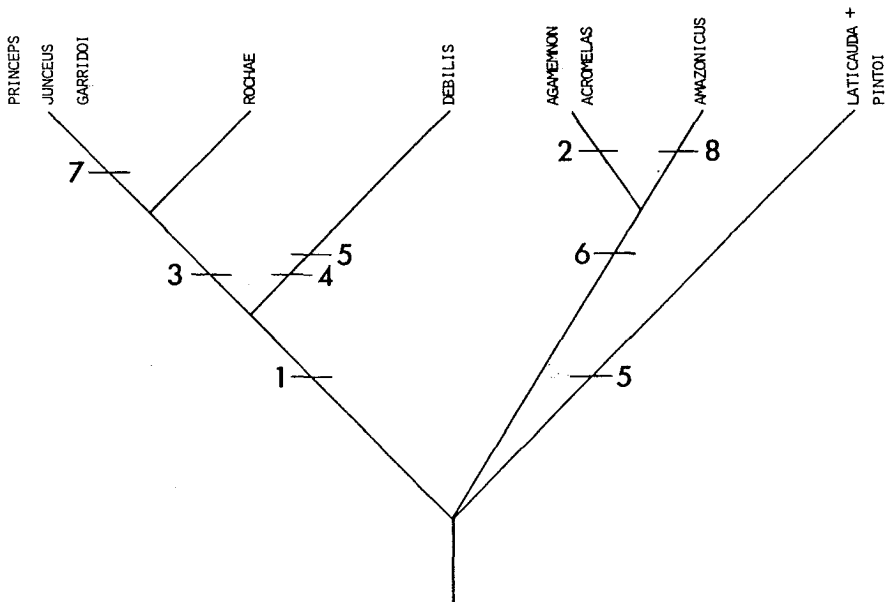 PRINCEPS
JUNCEUS
GARRIDOI
ROCHAE
DEBILIS
AGAMEMNON
ACROMELAS
AMAZONICUS
LATICAUDA +
PINTOI
7
2
8
5
3
4
6
1
5